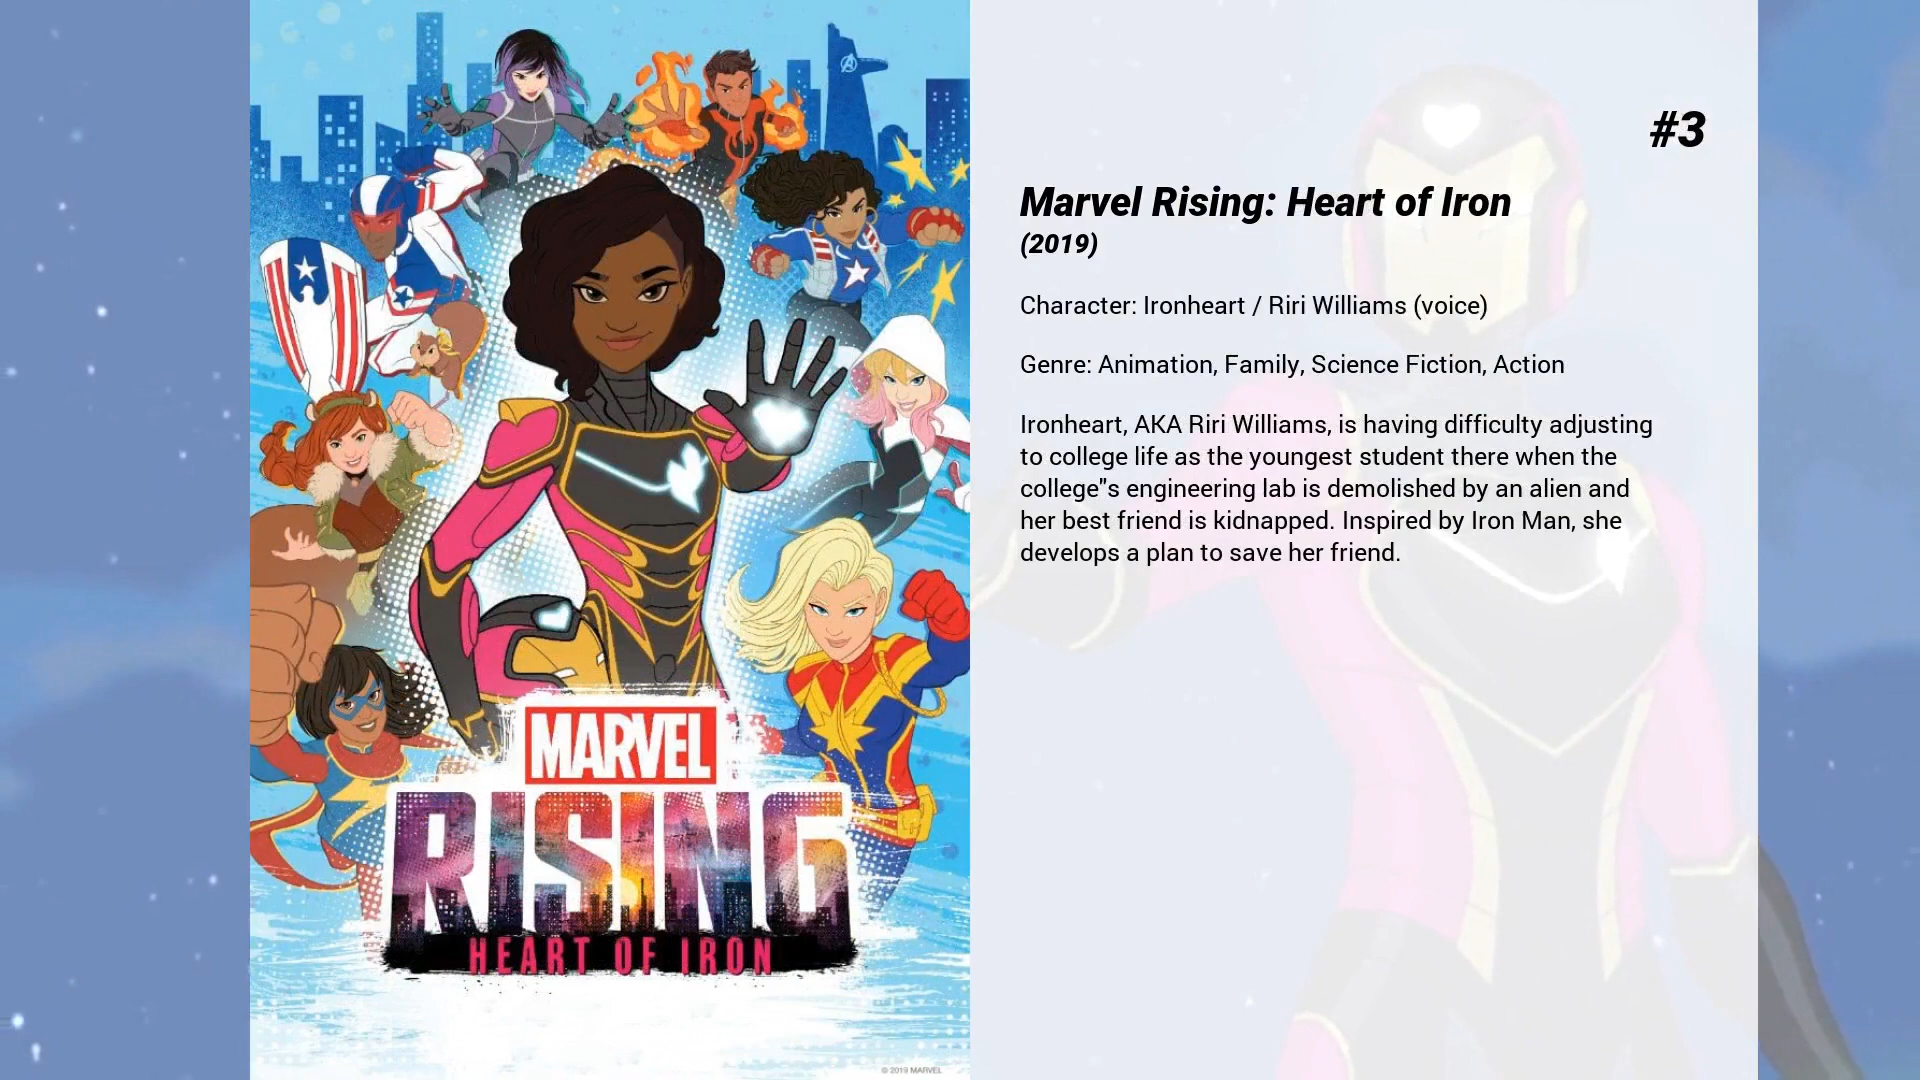 MARVEL
RISING
HEART OF IRON
© 2019 MARVEL
#3
Marvel Rising: Heart of Iron
(2019)
Character: Ironheart / Riri Williams (voice)
Genre: Animation, Family, Science Fiction, Action
Ironheart, AKA Riri Williams, is having difficulty adjusting
to college life as the youngest student there when the
college"s engineering lab is demolished by an alien and
her best friend is kidnapped. Inspired by Iron Man, she
develops a plan to save her friend.